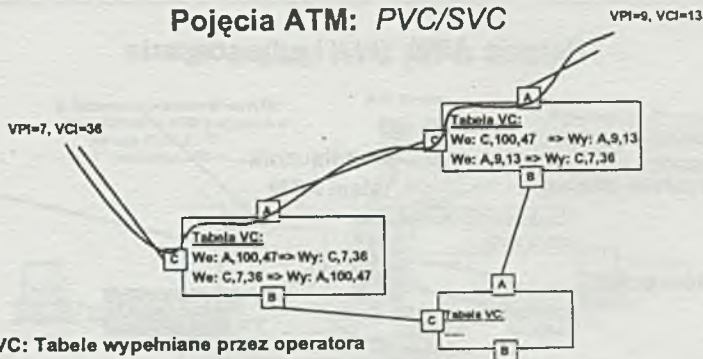 Pojęcia ATM: PVC/SVC
VPI=9, VCI=13
VPI=7, VCI=36
A
C
Tabela VC:
We: C,100,47 => Wy: A,9,13
We: A,9,13 => Wy: C,7,36
B
A
C
Tabela VC:
We: A,100,47=> Wy: C,7,36
We: C,7,36 => Wy: A,100,47
B
A
C
Tabela VC:
......
B
VC: Tabele wypełniane przez operatora